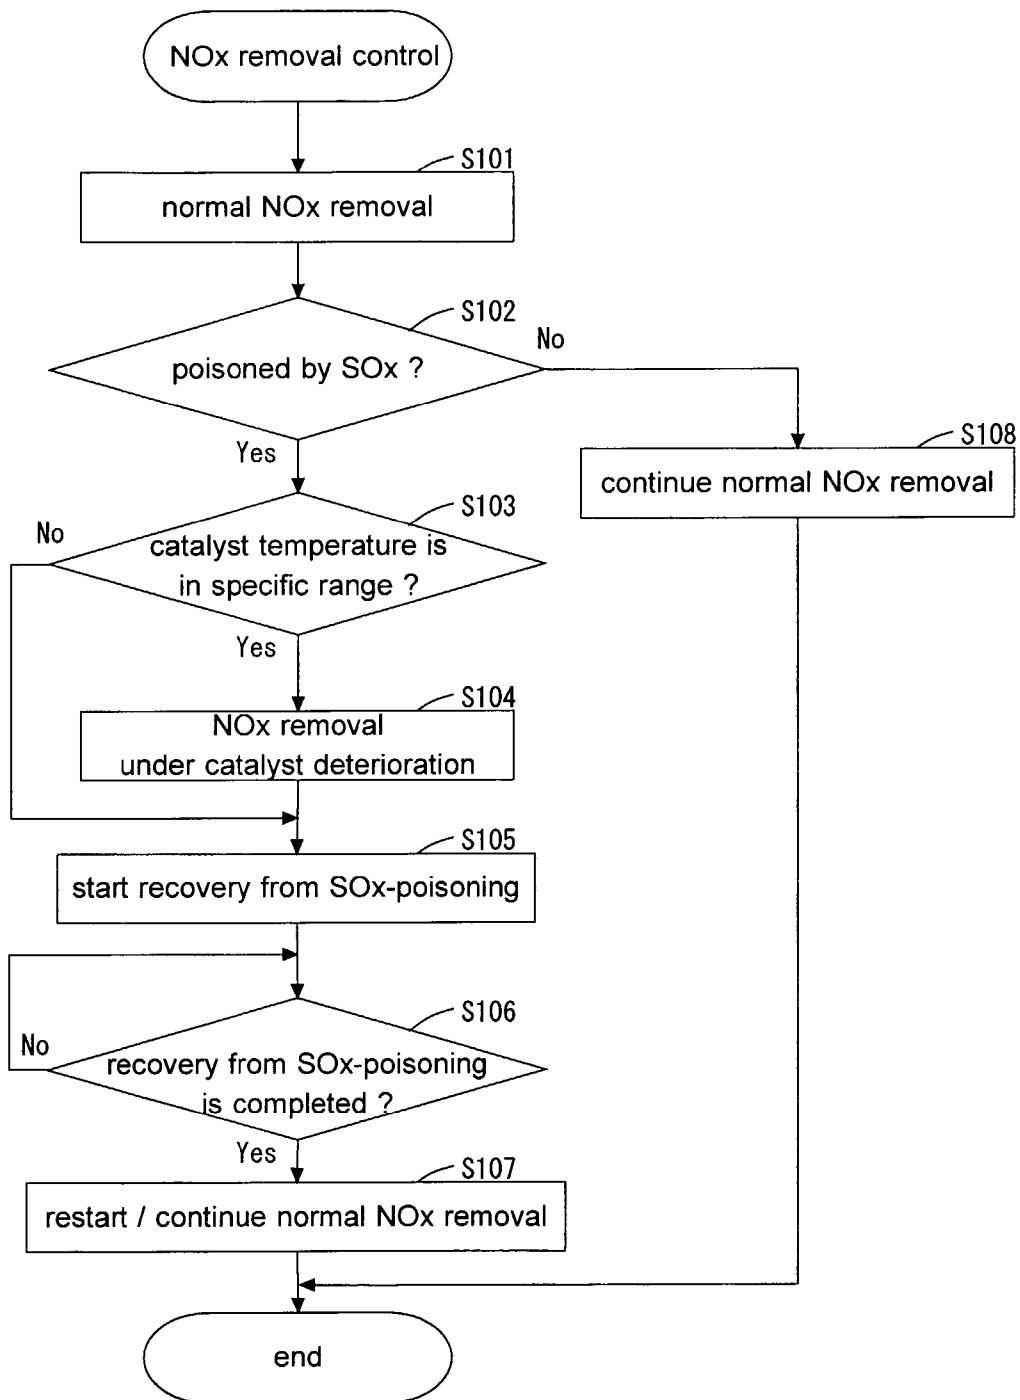 NOx removal control
S101
normal NOx removal
S102
No
poisoned by SOx ?
Yes
S108
continue normal NOx removal
S103
No
catalyst temperature is
in specific range ?
Yes
S104
NOx removal
under catalyst deterioration
S105
start recovery from SOx-poisoning
S106
No
recovery from SOx-poisoning
is completed ?
Yes
S107
restart / continue normal NOx removal
end